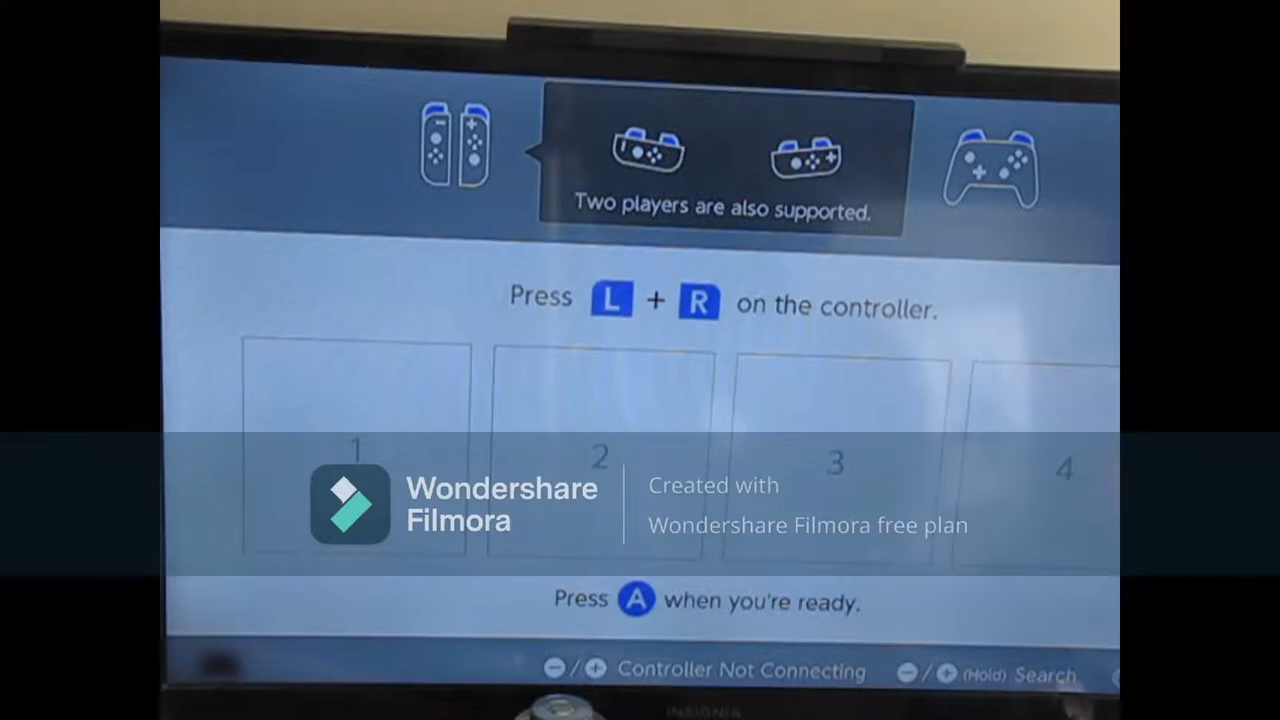 Two players are also supported.
Press L + R on the controller.
1 2 3 4
Wondershare
Filmora
Created with
Wondershare Filmora free plan
Press A when you're ready.
−/+ Controller Not Connecting −/+ (Hold) Search
INSIGNIA